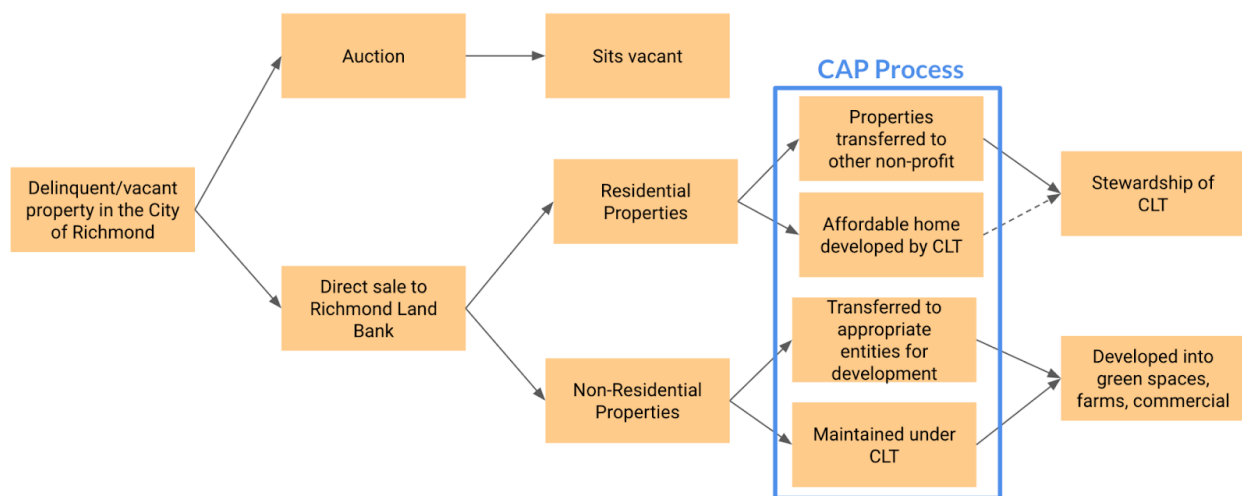 Auction
Sits vacant
CAP Process
Properties
transferred to
other non-profit
Delinquent/vacant
property in the City
of Richmond
Residential
Properties
Stewardship of
CLT
Affordable home
developed by CLT
Direct sale to
Richmond Land
Bank
Transferred to
appropriate
entities for
development
Non-Residential
Properties
Developed into
green spaces,
farms, commercial
Maintained under
CLT